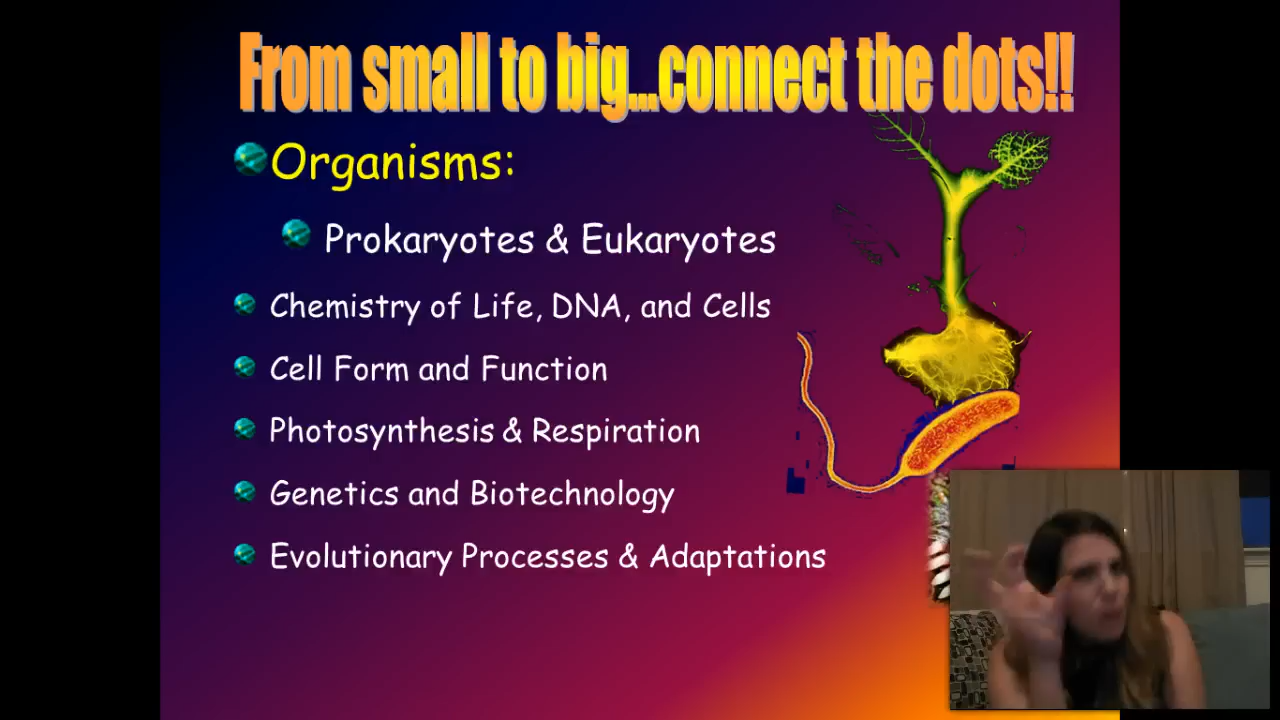 From small to big...connect the dots!!
Organisms:
Prokaryotes & Eukaryotes
Chemistry of Life, DNA, and Cells
Cell Form and Function
Photosynthesis & Respiration
Genetics and Biotechnology
Evolutionary Processes & Adaptations